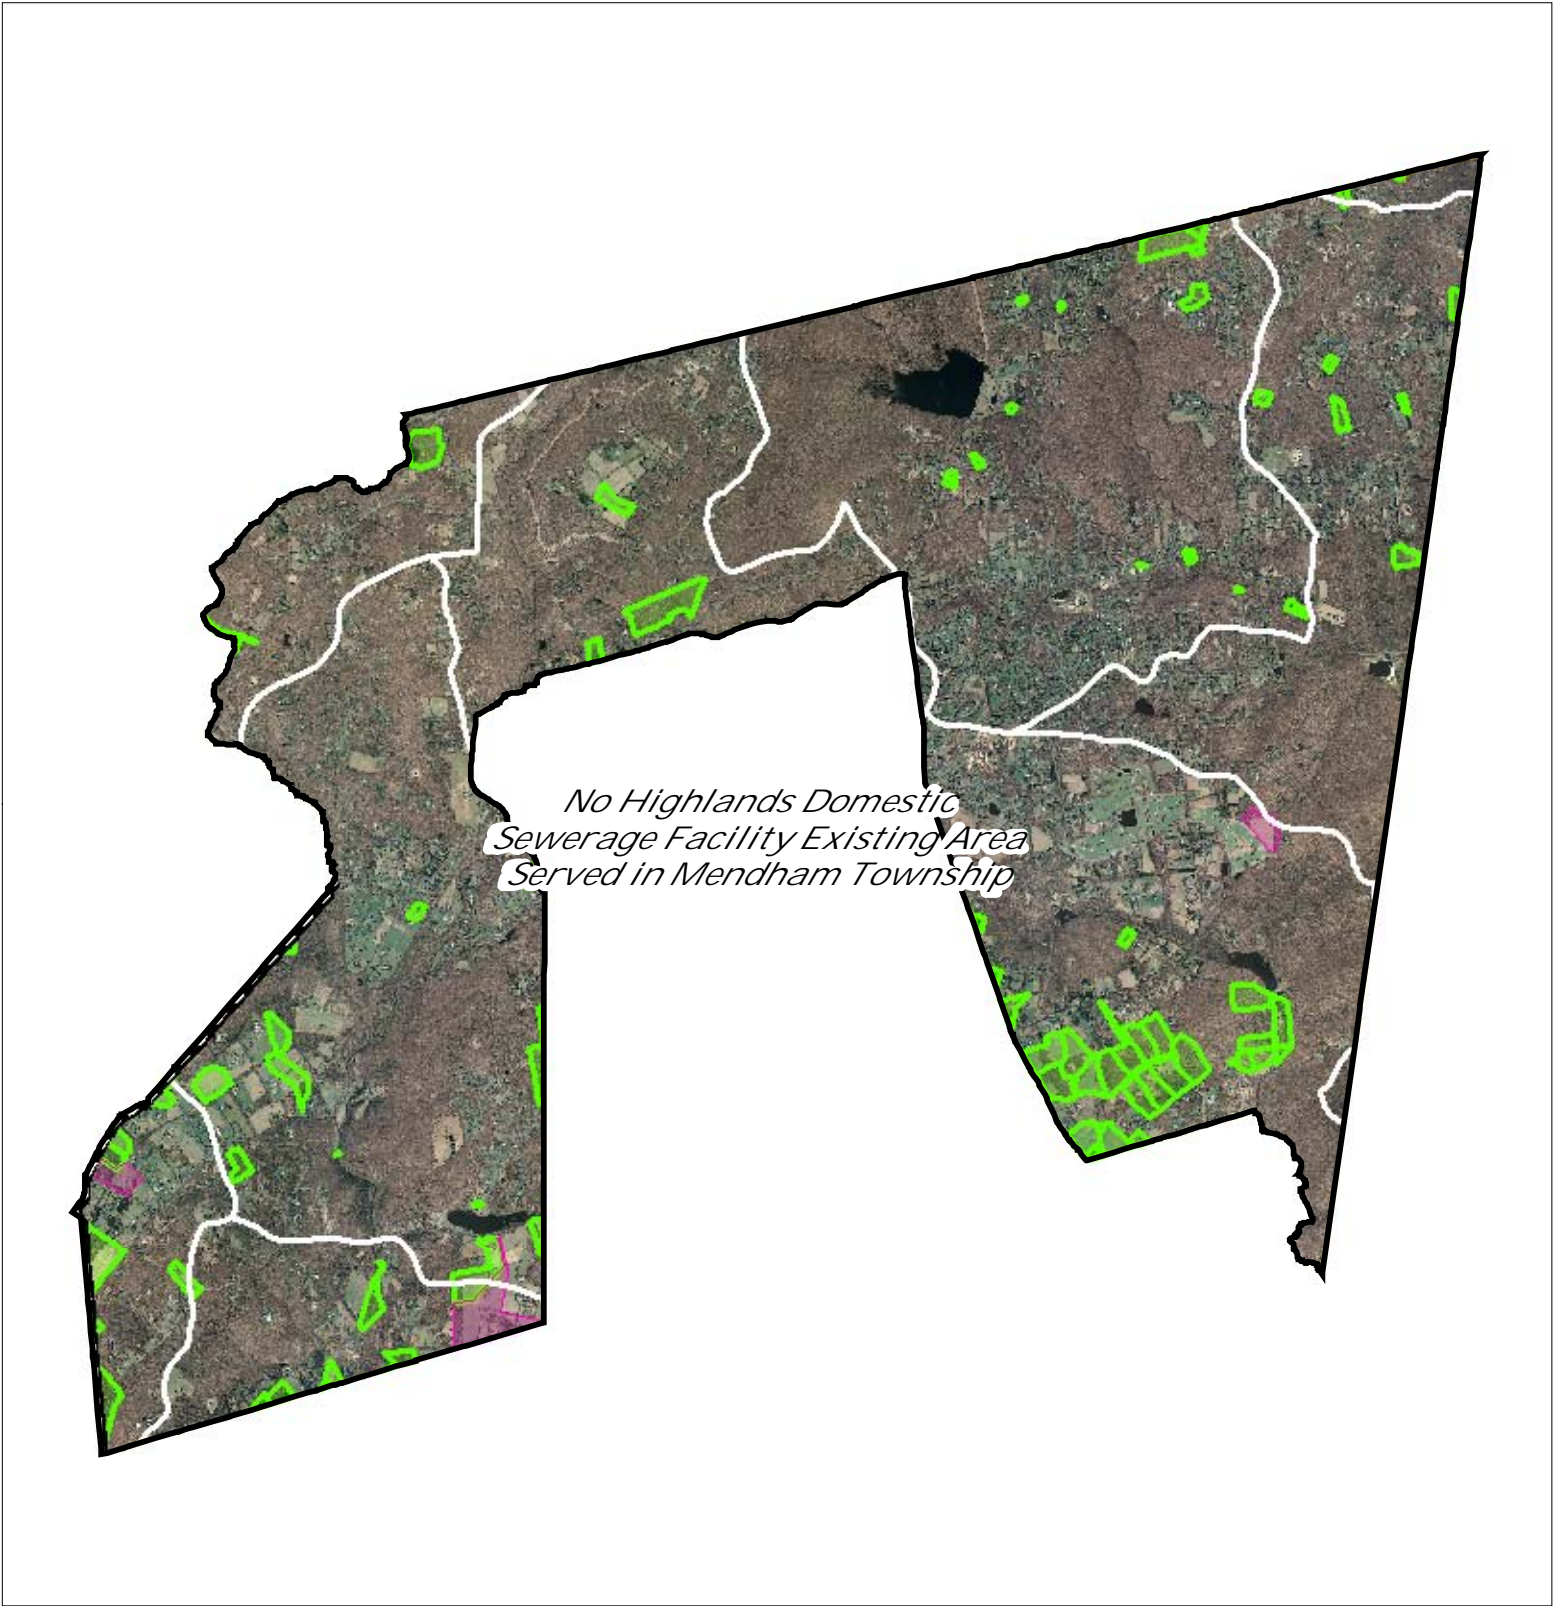 No Highlands Domestic
Sewerage Facility Existing Area
Served in Mendham Township